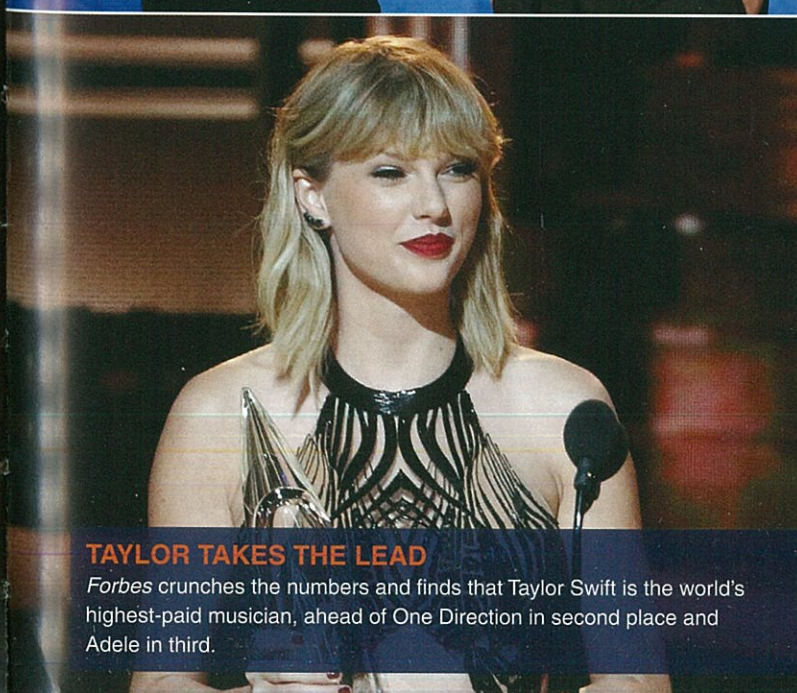 TAYLOR TAKES THE LEAD
Forbes crunches the numbers and finds that Taylor Swift is the world's
highest-paid musician, ahead of One Direction in second place and
Adele in third.